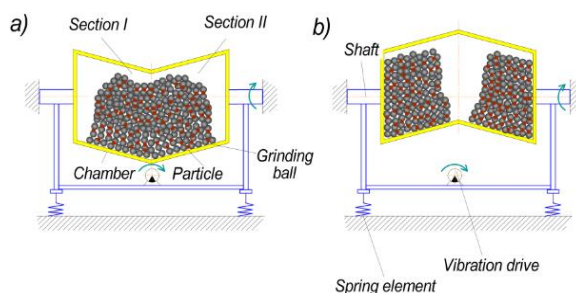 a)
Section I
Section II
b)
Shaft
Chamber
Particle
Grinding
ball
Vibration drive
Spring element